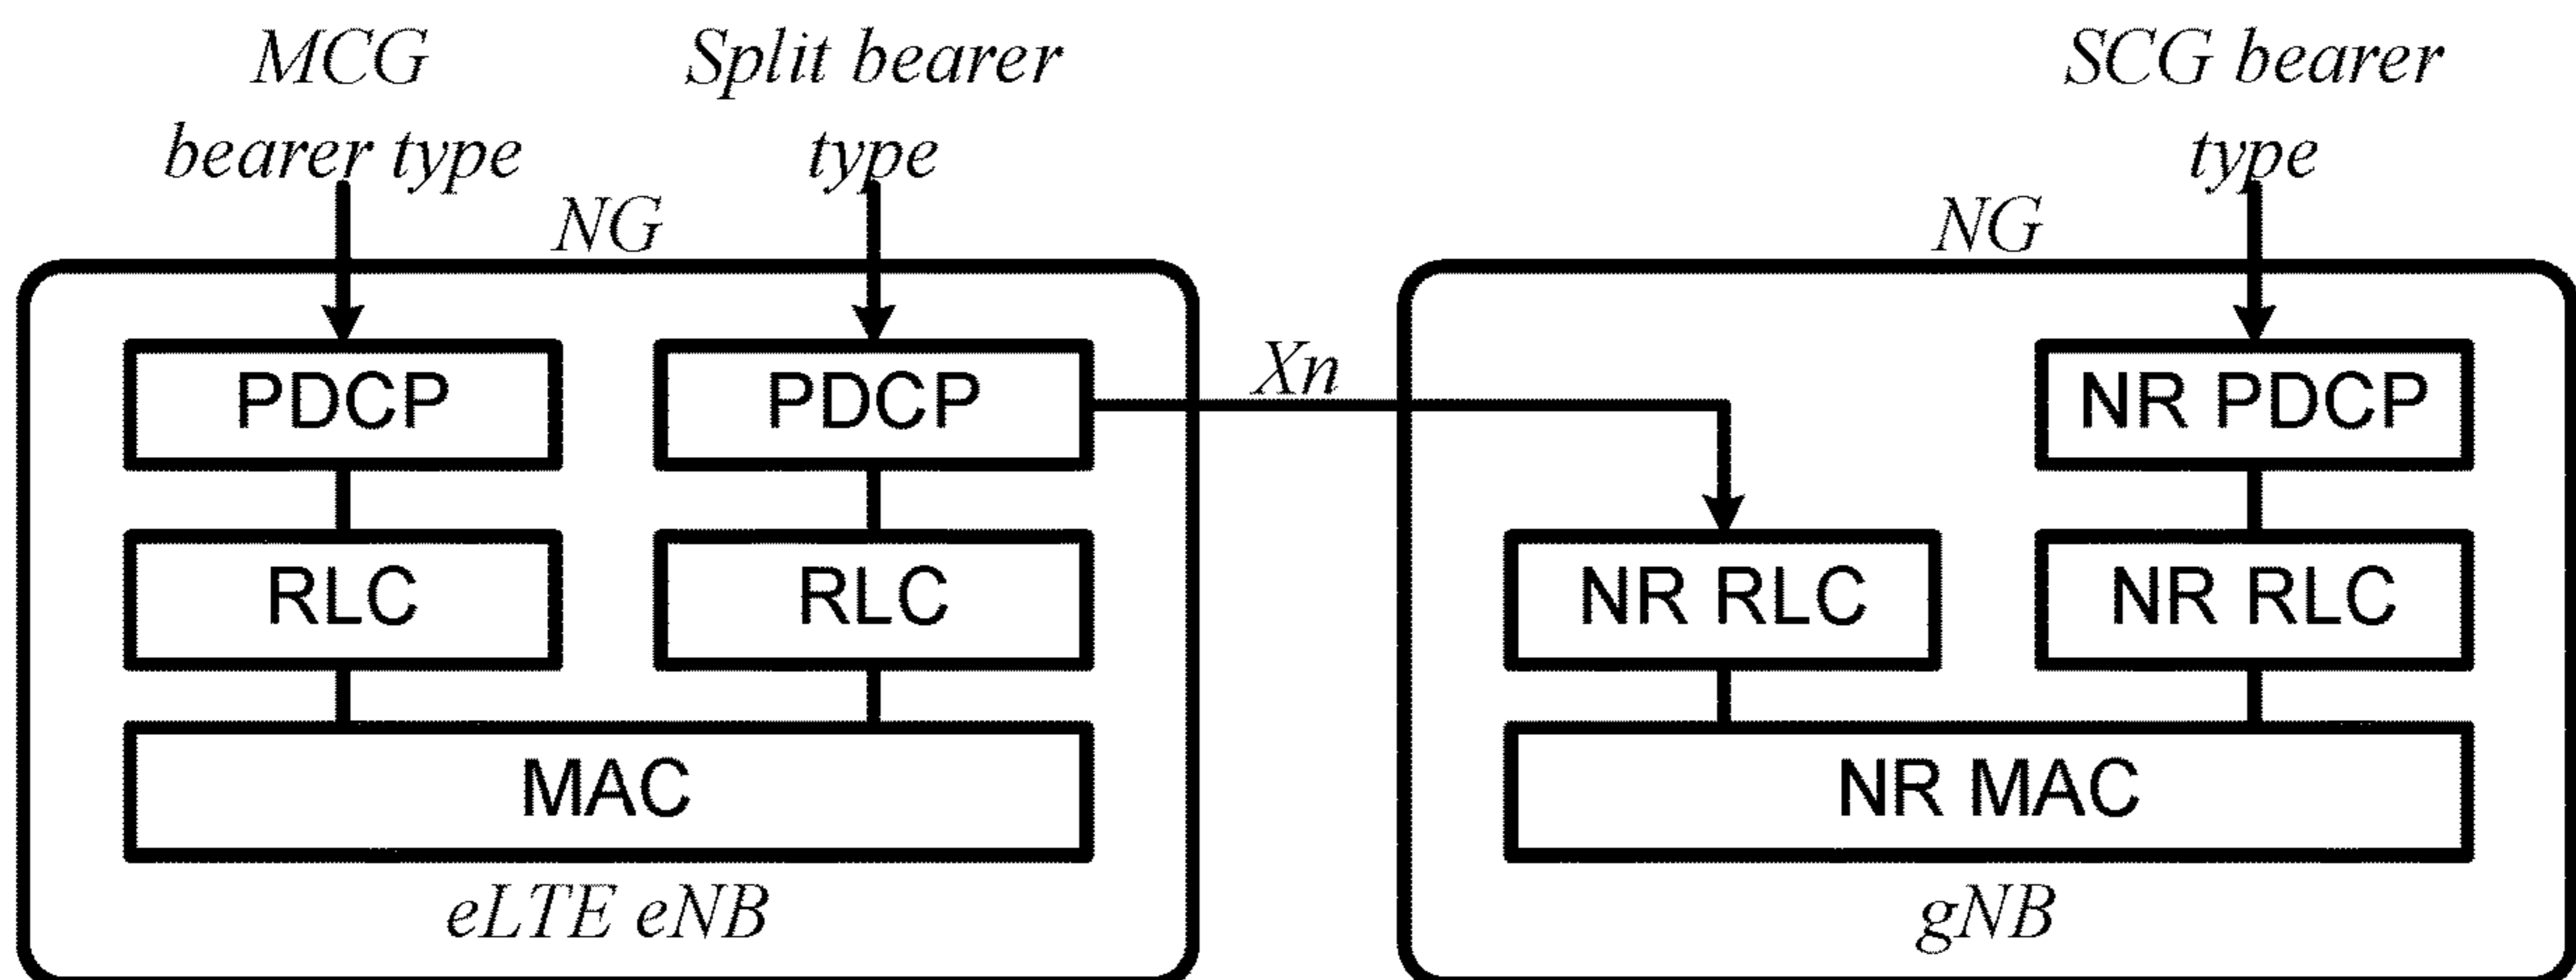 MCG
bearer type
Split bearer
type
SCG bearer
type
NG
NG
PDCP
PDCP
Xn
NR PDCP
RLC
RLC
NR RLC
NR RLC
MAC
NR MAC
eLTE eNB
gNB